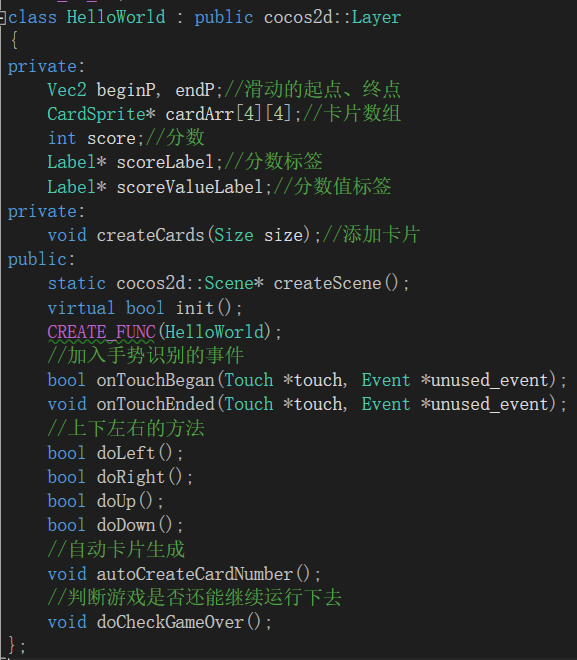 class HelloWorld : public cocos2d::Layer
{
private:
    Vec2 beginP, endP;//滑动的起点、终点
    CardSprite* cardArr[4][4];//卡片数组
    int score;//分数
    Label* scoreLabel;//分数标签
    Label* scoreValueLabel;//分数值标签
private:
    void createCards(Size size);//添加卡片
public:
    static cocos2d::Scene* createScene();
    virtual bool init();
    CREATE_FUNC(HelloWorld);
    //加入手势识别的事件
    bool onTouchBegan(Touch *touch, Event *unused_event);
    void onTouchEnded(Touch *touch, Event *unused_event);
    //上下左右的方法
    bool doLeft();
    bool doRight();
    bool doUp();
    bool doDown();
    //自动卡片生成
    void autoCreateCardNumber();
    //判断游戏是否还能继续运行下去
    void doCheckGameOver();
};